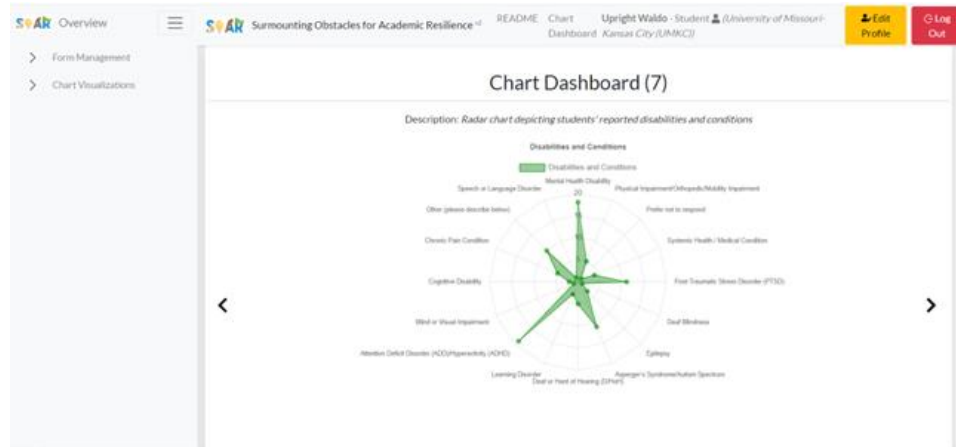 SOAR Overview
Form Management
Chart Visualizations
SOAR Surmounting Obstacles for Academic Resilience
README
Chart
Dashboard
Upright Waldo - Student (University of Missouri-
Kansas City (UMKC))
Edit
Profile
Log
Out
Chart Dashboard (7)
Description: Radar chart depicting students' reported disabilities and conditions
Disabilities and Conditions
Disabilities and Conditions
Mental Health Disability
20
Speech or Language Disorder
Physical Impairment/Orthopedic/Mobility Impairment
Other (please describe below)
Prefer not to respond
Chronic Pain Condition
Systemic Health / Medical Condition
Cognitive Disability
Post-Traumatic Stress Disorder (PTSD)
Blind or Visual Impairment
Deaf Blindness
Attention Deficit Disorder (ADD)/Hyperactivity (ADHD)
Epilepsy
Learning Disorder
Asperger's Syndrome/Autism Spectrum
Deaf or Hard of Hearing (D/HoH)